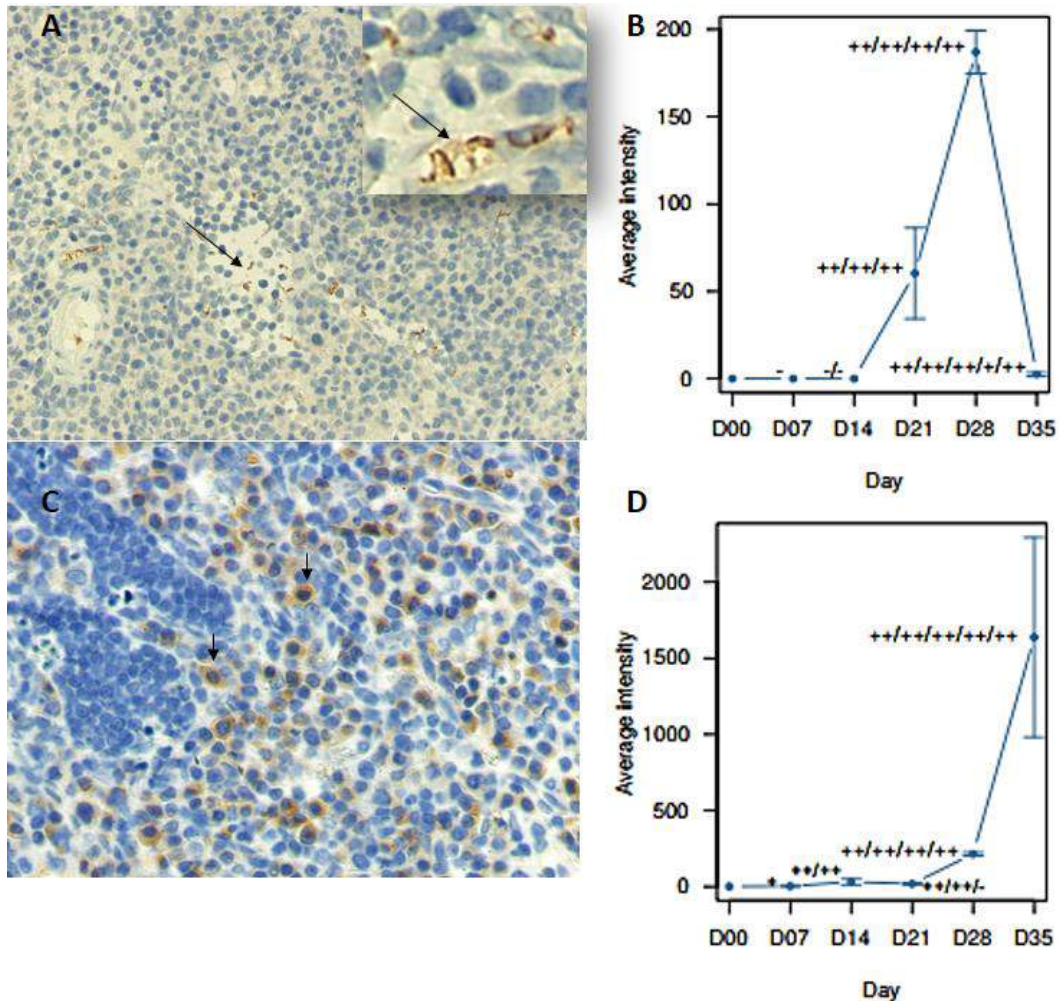 A
B
200
150
100
50
0
Average intensity
++/++/++/++
++/++/++
-
-/-
++/++/++/+/++
D00 D07 D14 D21 D28 D35
Day
C
D
2000
1500
1000
500
0
Average intensity
++/++/++/++/++
++/++/++/++
+
++/++
++/++/-
D00 D07 D14 D21 D28 D35
Day